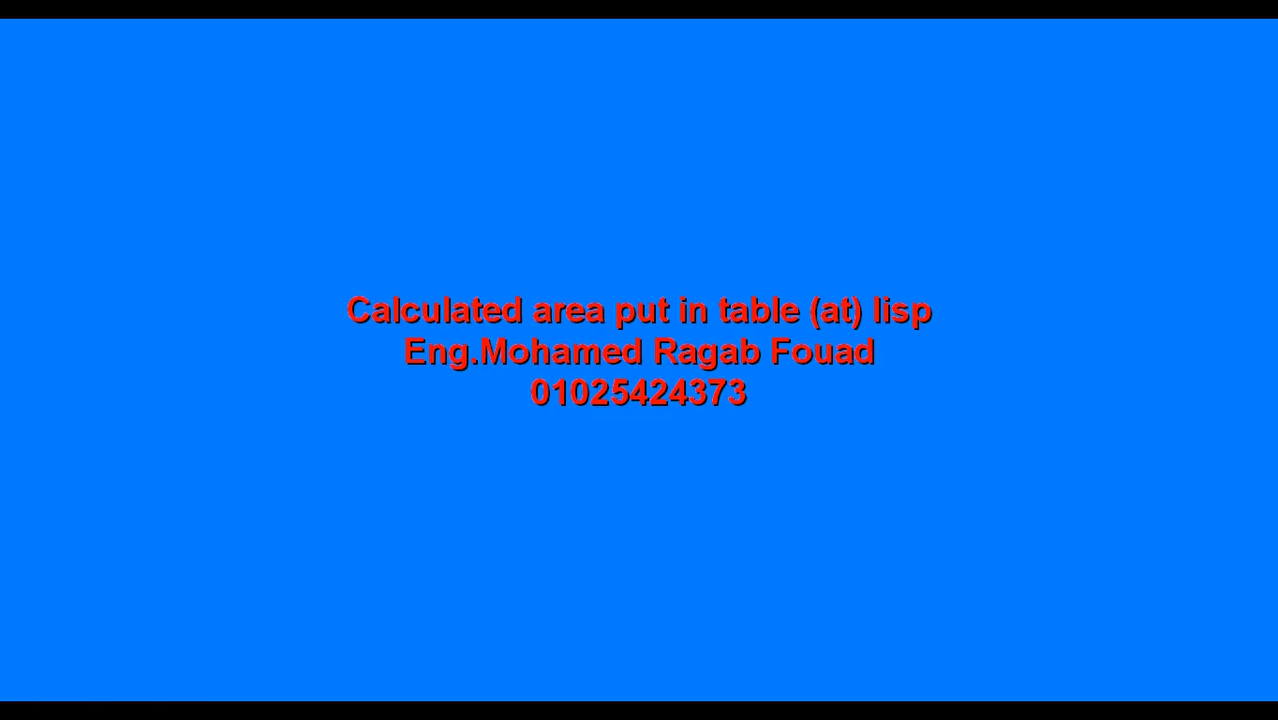 Calculated area put in table (at) lisp
Eng.Mohamed Ragab Fouad
01025424373